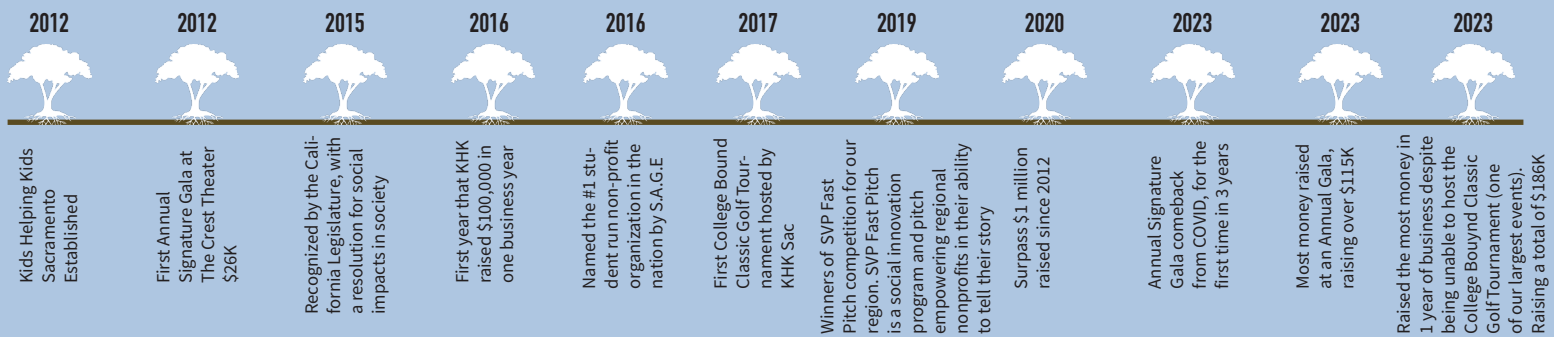 2012
Kids Helping Kids
Sacramento
Established
2012
First Annual
Signature Gala at
The Crest Theater
$26K
2015
Recognized by the Cali-
fornia Legislature, with
a resolution for social
impacts in society
2016
First year that KHK
raised $100,000 in
one business year
2016
Named the #1 stu-
dent run non-profit
organization in the
nation by S.A.G.E
2017
First College Bound
Classic Golf Tour-
nament hosted by
KHK Sac
2019
Winners of SVP Fast
Pitch competition for our
region. SVP Fast Pitch
is a social innovation
program and pitch
empowering regional
nonprofits in their ability
to tell their story
2020
Surpass $1 million
raised since 2012
2023
Annual Signature
Gala comeback
from COVID, for the
first time in 3 years
2023
Most money raised
at an Annual Gala,
raising over $115K
2023
Raised the most money in
1 year of business despite
being unable to host the
College Bouynd Classic
Golf Tournament (one
of our largest events).
Raising a total of $186K